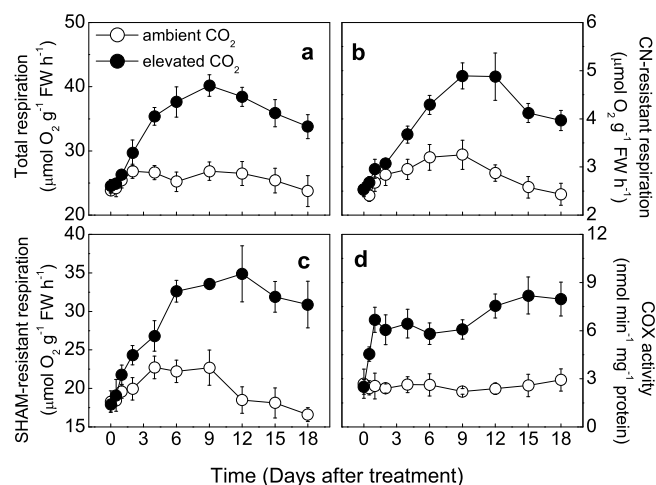 ambient CO₂
elevated CO₂
a
Total respiration
(μmol O₂ g⁻¹ FW h⁻¹)
50
40
30
20
b
CN-resistant respiration
(μmol O₂ g⁻¹ FW h⁻¹)
6
5
4
3
2
c
SHAM-resistant respiration
(μmol O₂ g⁻¹ FW h⁻¹)
40
35
30
25
20
15
0 3 6 9 12 15 18
d
COX activity
(nmol min⁻¹ mg⁻¹ protein)
12
9
6
3
0
0 3 6 9 12 15 18
Time (Days after treatment)